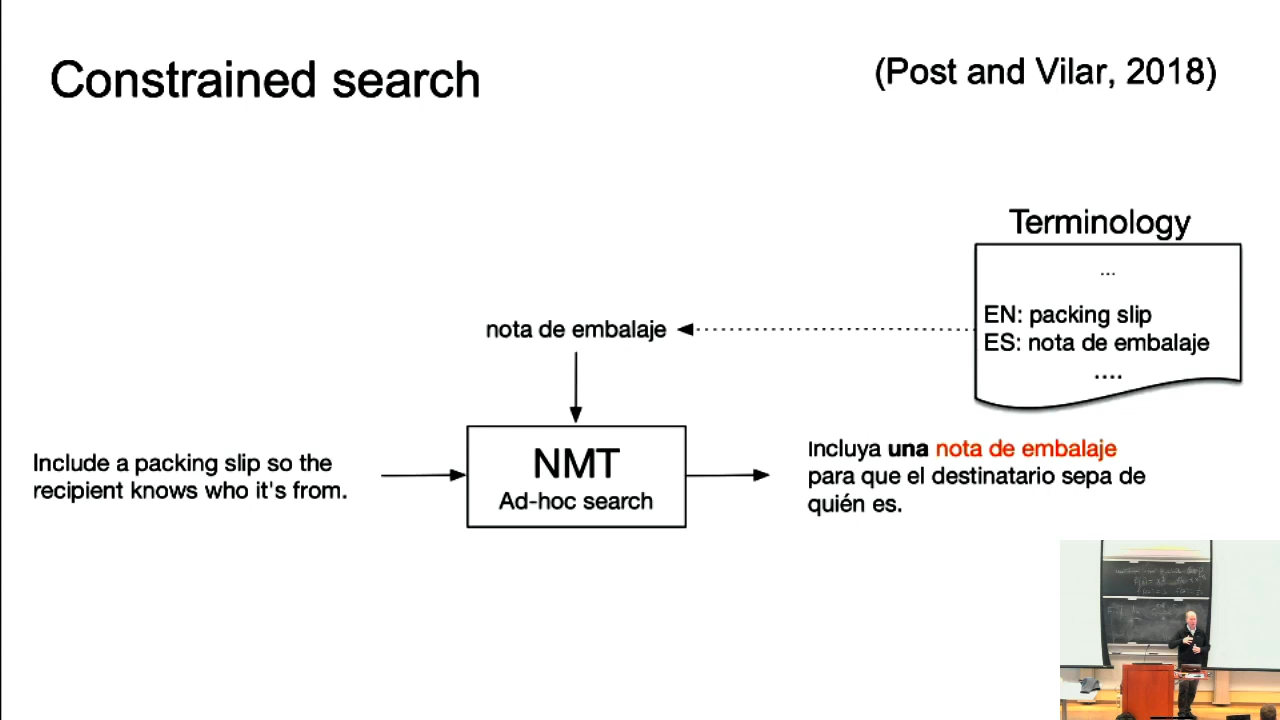 Constrained search
(Post and Vilar, 2018)
Terminology
...
EN: packing slip
ES: nota de embalaje
....
nota de embalaje
NMT
Ad-hoc search
Include a packing slip so the
recipient knows who it's from.
Incluya una nota de embalaje
para que el destinatario sepa de
quién es.